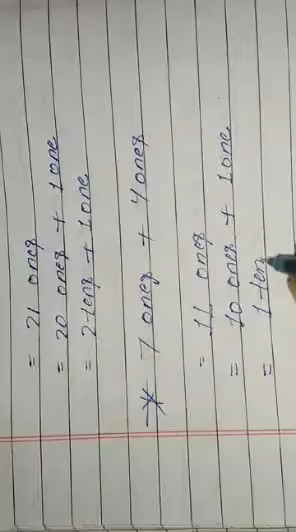 = 21 ones
= 20 ones + 1 one
= 2 tens + 1 one
* 7 ones + 4 ones
= 11 ones
= 10 ones + 1 one
= 1 ten